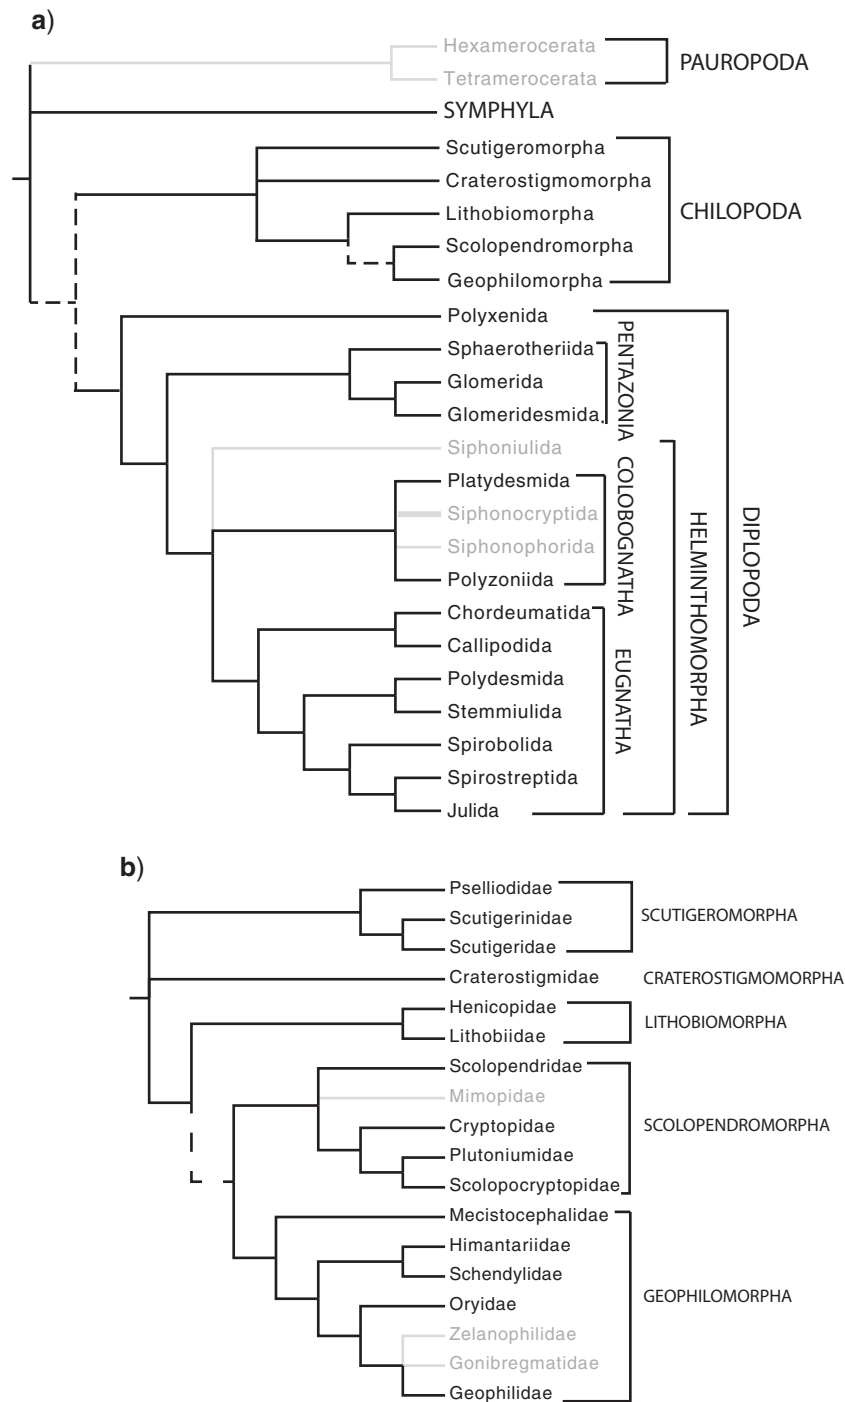 a)
Hexamerocerata
Tetramerocerata
PAUROPODA
SYMPHYLA
Scutigeromorpha
Craterostigmomorpha
Lithobiomorpha
Scolopendromorpha
Geophilomorpha
CHILOPODA
Polyxenida
Sphaerotheriida
Glomerida
Glomeridesmida
PENTAZONIA
Siphoniulida
Platydesmida
Siphonocryptida
Siphonophorida
Polyzoniida
COLOBOGNATHA
Chordeumatida
Callipodida
Polydesmida
Stemmiulida
Spirobolida
Spirostreptida
Julida
EUGNATHA
HELMINTHOMORPHA
DIPLOPODA
b)
Pselliodidae
Scutigerinidae
Scutigeridae
SCUTIGEROMORPHA
Craterostigmidae
CRATEROSTIGMOMORPHA
Henicopidae
Lithobiidae
LITHOBIOMORPHA
Scolopendridae
Mimopidae
Cryptopidae
Plutoniumidae
Scolopocryptopidae
SCOLOPENDROMORPHA
Mecistocephalidae
Himantariidae
Schendylidae
Oryidae
Zelanophilidae
Gonibregmatidae
Geophilidae
GEOPHILOMORPHA